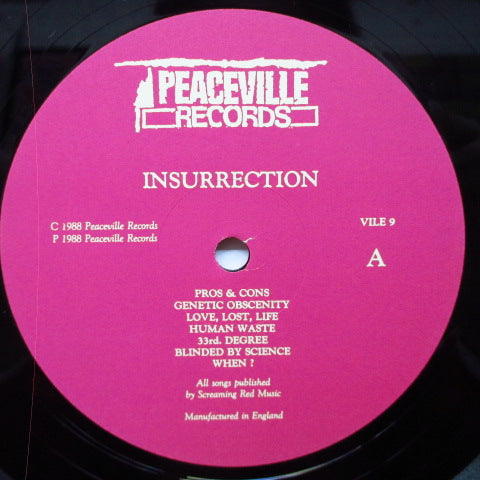 PEACEVILLE
RECORDS
INSURRECTION
C 1988 Peaceville Records
P 1988 Peaceville Records
VILE 9
A
PROS & CONS
GENETIC OBSCENITY
LOVE, LOST, LIFE
HUMAN WASTE
33rd. DEGREE
BLINDED BY SCIENCE
WHEN ?
All songs published
by Screaming Red Music
Manufactured in England